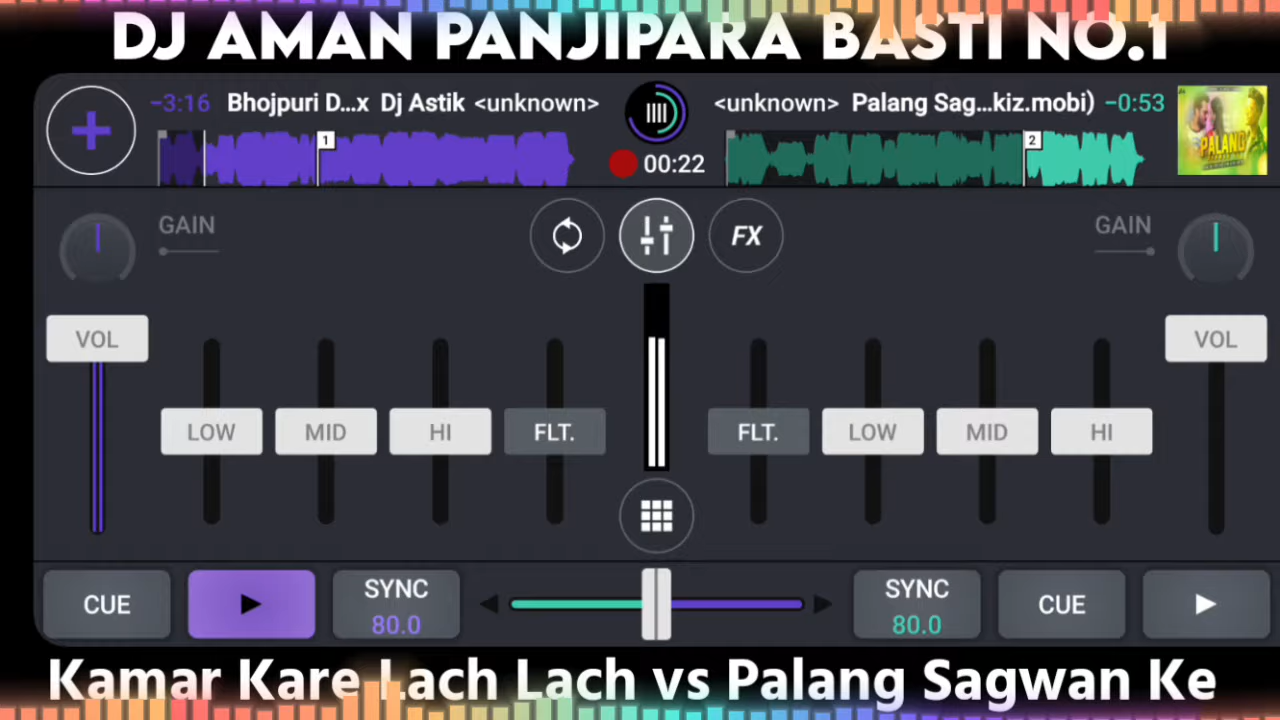 DJ AMAN PANJIPARA BASTI NO.1
-3:16 Bhojpuri D...x Dj Astik <unknown>
<unknown> Palang Sag...kiz.mobi) -0:53
1
2
00:22
PALANG
GAIN
GAIN
FX
VOL
VOL
LOW MID HI FLT.
FLT. LOW MID HI
CUE
SYNC
80.0
SYNC
80.0
CUE
Kamar Kare Lach Lach vs Palang Sagwan Ke